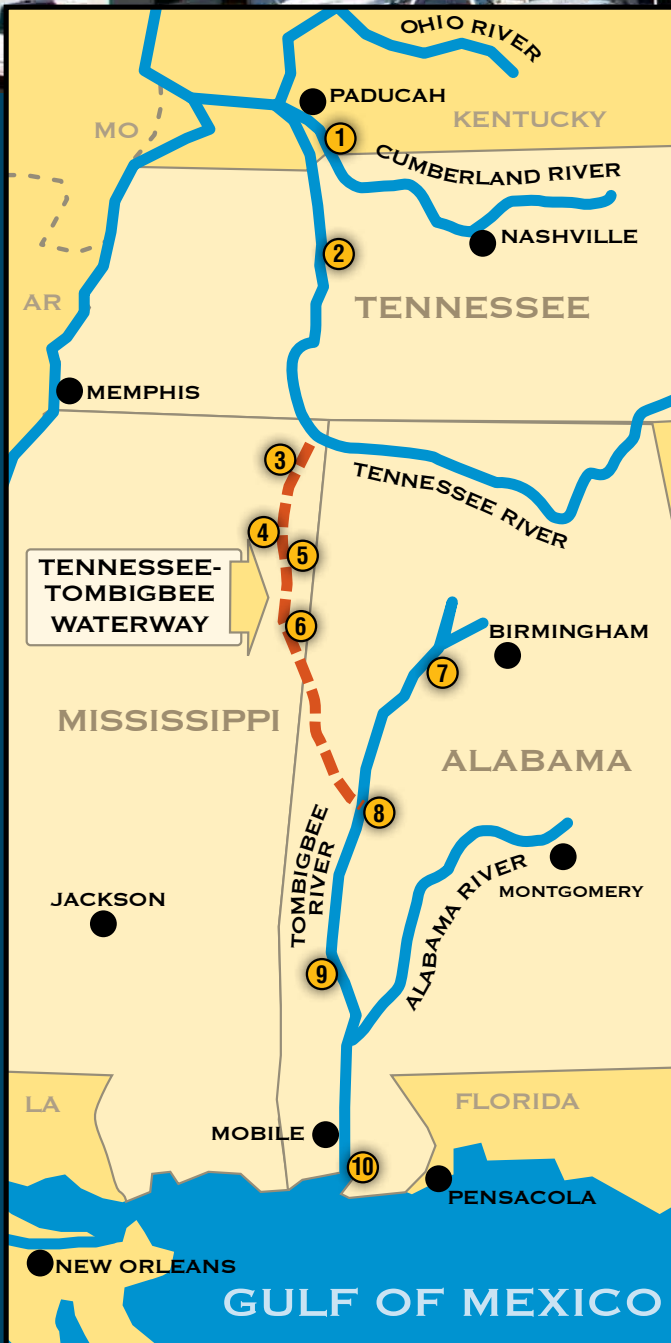 OHIO RIVER
PADUCAH
MO
KENTUCKY
1
CUMBERLAND RIVER
NASHVILLE
2
AR
TENNESSEE
MEMPHIS
3
TENNESSEE RIVER
4
5
TENNESSEE-
TOMBIGBEE
WATERWAY
6
BIRMINGHAM
7
MISSISSIPPI
ALABAMA
8
TOMBIGBEE
RIVER
ALABAMA RIVER
MONTGOMERY
JACKSON
9
LA
FLORIDA
MOBILE
10
PENSACOLA
NEW ORLEANS
GULF OF MEXICO